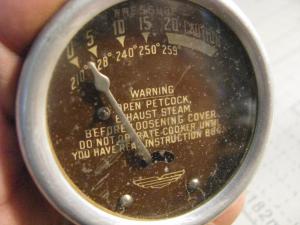 PRESSURE
0 5 10 15 20 CAUTION
228° 240° 250° 259°
WARNING
OPEN PETCOCK,
EXHAUST STEAM
BEFORE LOOSENING COVER
DO NOT OPERATE COOKER UNTIL
YOU HAVE READ INSTRUCTION